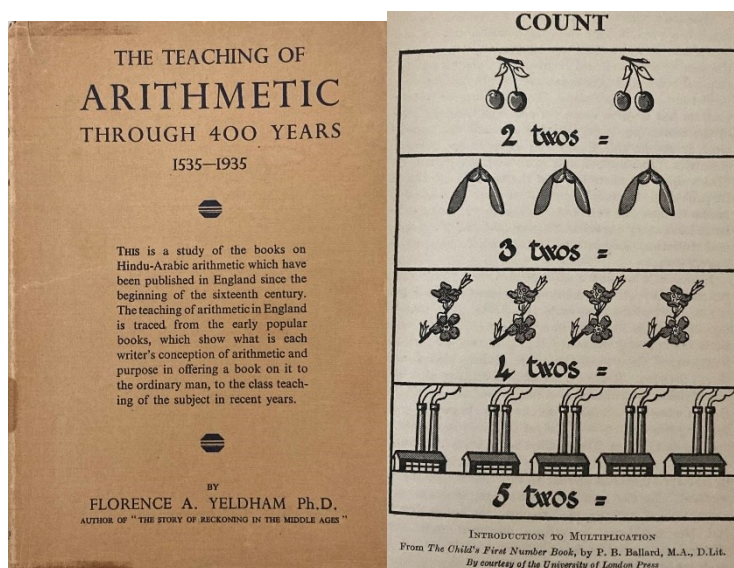 THE TEACHING OF
ARITHMETIC
THROUGH 400 YEARS
1535—1935
THIS is a study of the books on
Hindu-Arabic arithmetic which have
been published in England since the
beginning of the sixteenth century.
The teaching of arithmetic in England
is traced from the early popular
books, which show what is each
writer's conception of arithmetic and
purpose in offering a book on it to
the ordinary man, to the class teach-
ing of the subject in recent years.
BY
FLORENCE A. YELDHAM Ph.D.
AUTHOR OF "THE STORY OF RECKONING IN THE MIDDLE AGES"
COUNT
2 twos =
3 twos =
4 twos =
5 twos =
INTRODUCTION TO MULTIPLICATION
From The Child's First Number Book, by P. B. Ballard, M.A., D.Lit.
By courtesy of the University of London Press